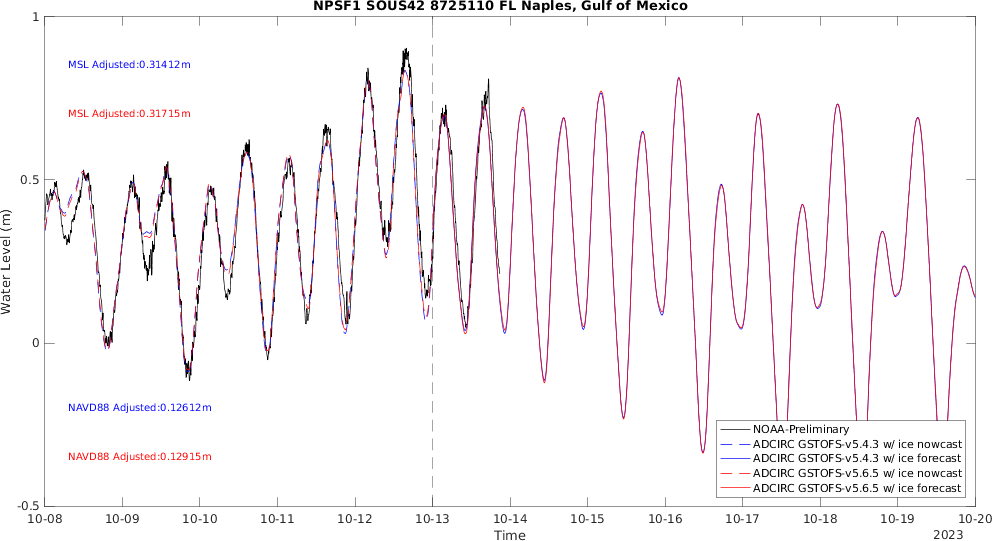 NPSF1 SOUS42 8725110 FL Naples, Gulf of Mexico
1
MSL Adjusted:0.31412m
MSL Adjusted:0.31715m
0.5
Water Level (m)
0
NAVD88 Adjusted:0.12612m
NAVD88 Adjusted:0.12915m
NOAA-Preliminary
ADCIRC GSTOFS-v5.4.3 w/ ice nowcast
ADCIRC GSTOFS-v5.4.3 w/ ice forecast
ADCIRC GSTOFS-v5.6.5 w/ ice nowcast
ADCIRC GSTOFS-v5.6.5 w/ ice forecast
-0.5
10-08 10-09 10-10 10-11 10-12 10-13 10-14 10-15 10-16 10-17 10-18 10-19 10-20
Time
2023